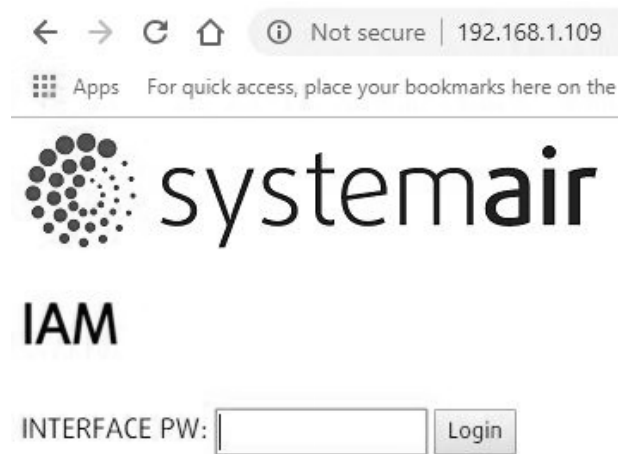 Not secure | 192.168.1.109
Apps For quick access, place your bookmarks here on the
systemair
IAM
INTERFACE PW: Login